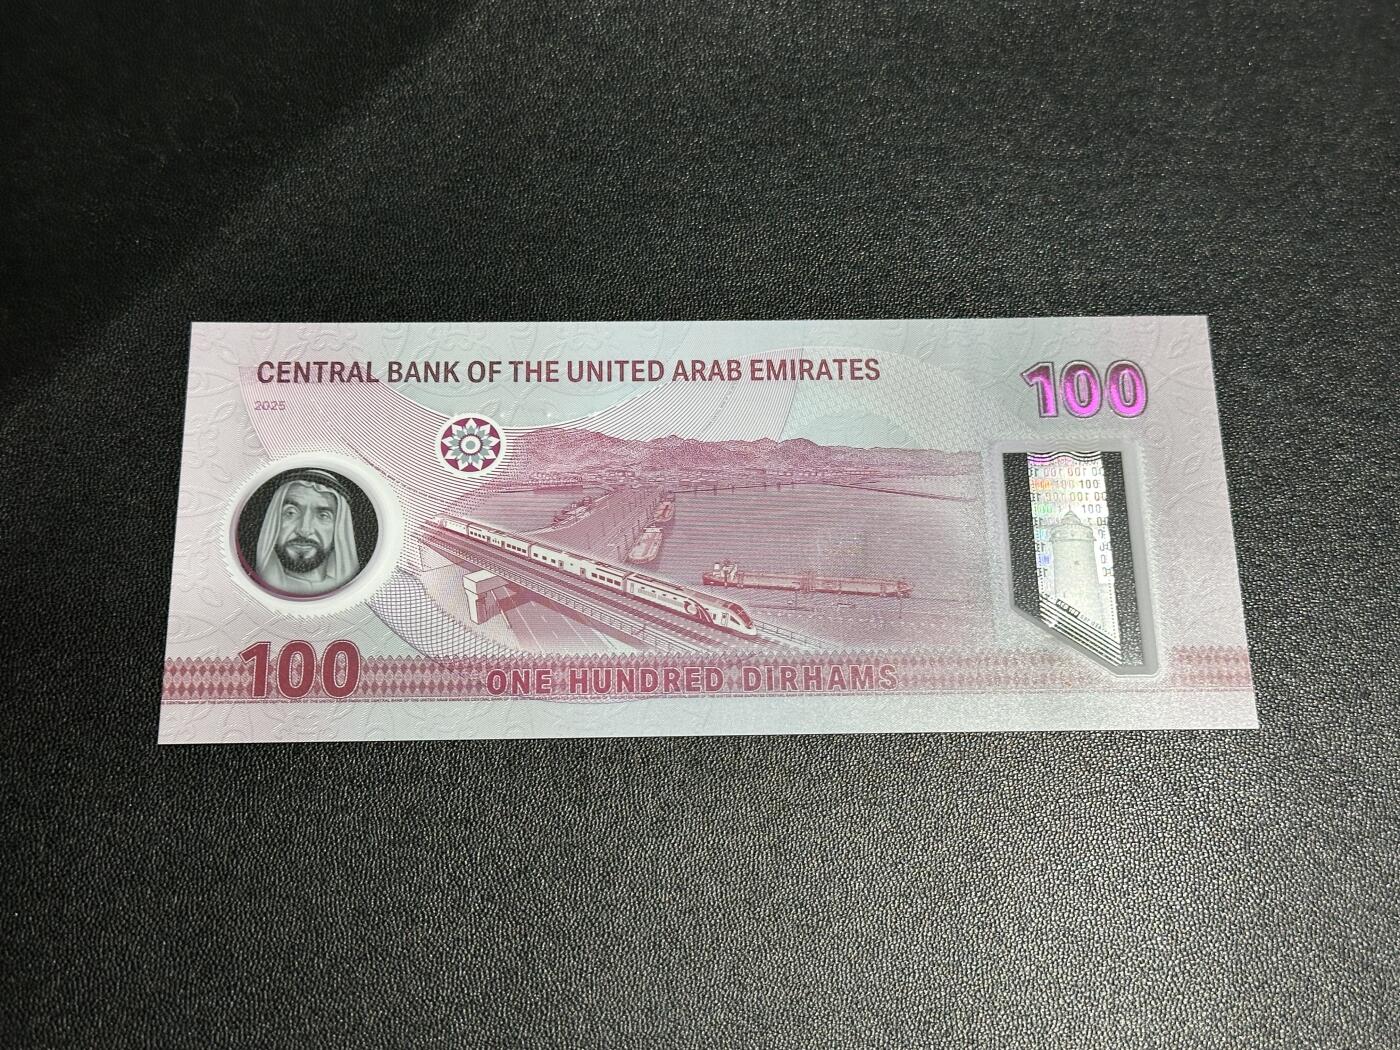 CENTRAL BANK OF THE UNITED ARAB EMIRATES
2025
100
100
ONE HUNDRED DIRHAMS